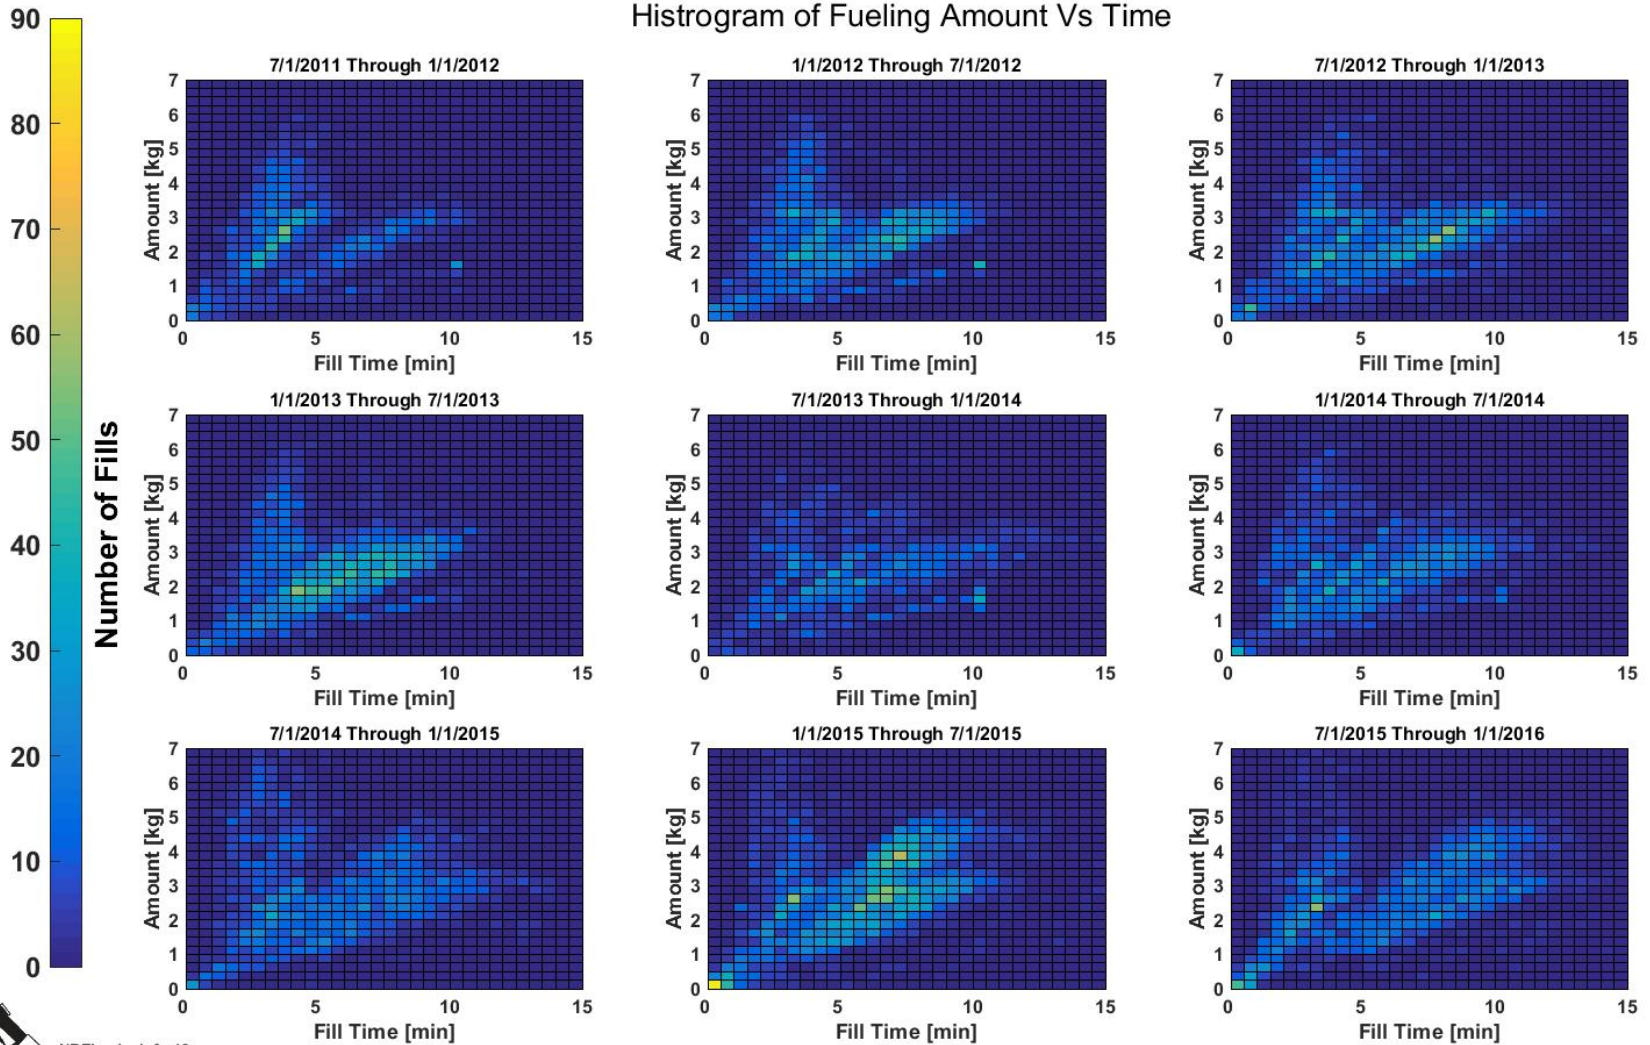 Histrogram of Fueling Amount Vs Time
90
80
70
60
50
40
30
20
10
0
Number of Fills
7/1/2011 Through 1/1/2012
7
6
5
4
3
2
1
0
Amount [kg]
0 5 10 15
Fill Time [min]
1/1/2012 Through 7/1/2012
7
6
5
4
3
2
1
0
Amount [kg]
0 5 10 15
Fill Time [min]
7/1/2012 Through 1/1/2013
7
6
5
4
3
2
1
0
Amount [kg]
0 5 10 15
Fill Time [min]
1/1/2013 Through 7/1/2013
7
6
5
4
3
2
1
0
Amount [kg]
0 5 10 15
Fill Time [min]
7/1/2013 Through 1/1/2014
7
6
5
4
3
2
1
0
Amount [kg]
0 5 10 15
Fill Time [min]
1/1/2014 Through 7/1/2014
7
6
5
4
3
2
1
0
Amount [kg]
0 5 10 15
Fill Time [min]
7/1/2014 Through 1/1/2015
7
6
5
4
3
2
1
0
Amount [kg]
0 5 10 15
Fill Time [min]
1/1/2015 Through 7/1/2015
7
6
5
4
3
2
1
0
Amount [kg]
0 5 10 15
Fill Time [min]
7/1/2015 Through 1/1/2016
7
6
5
4
3
2
1
0
Amount [kg]
0 5 10 15
Fill Time [min]